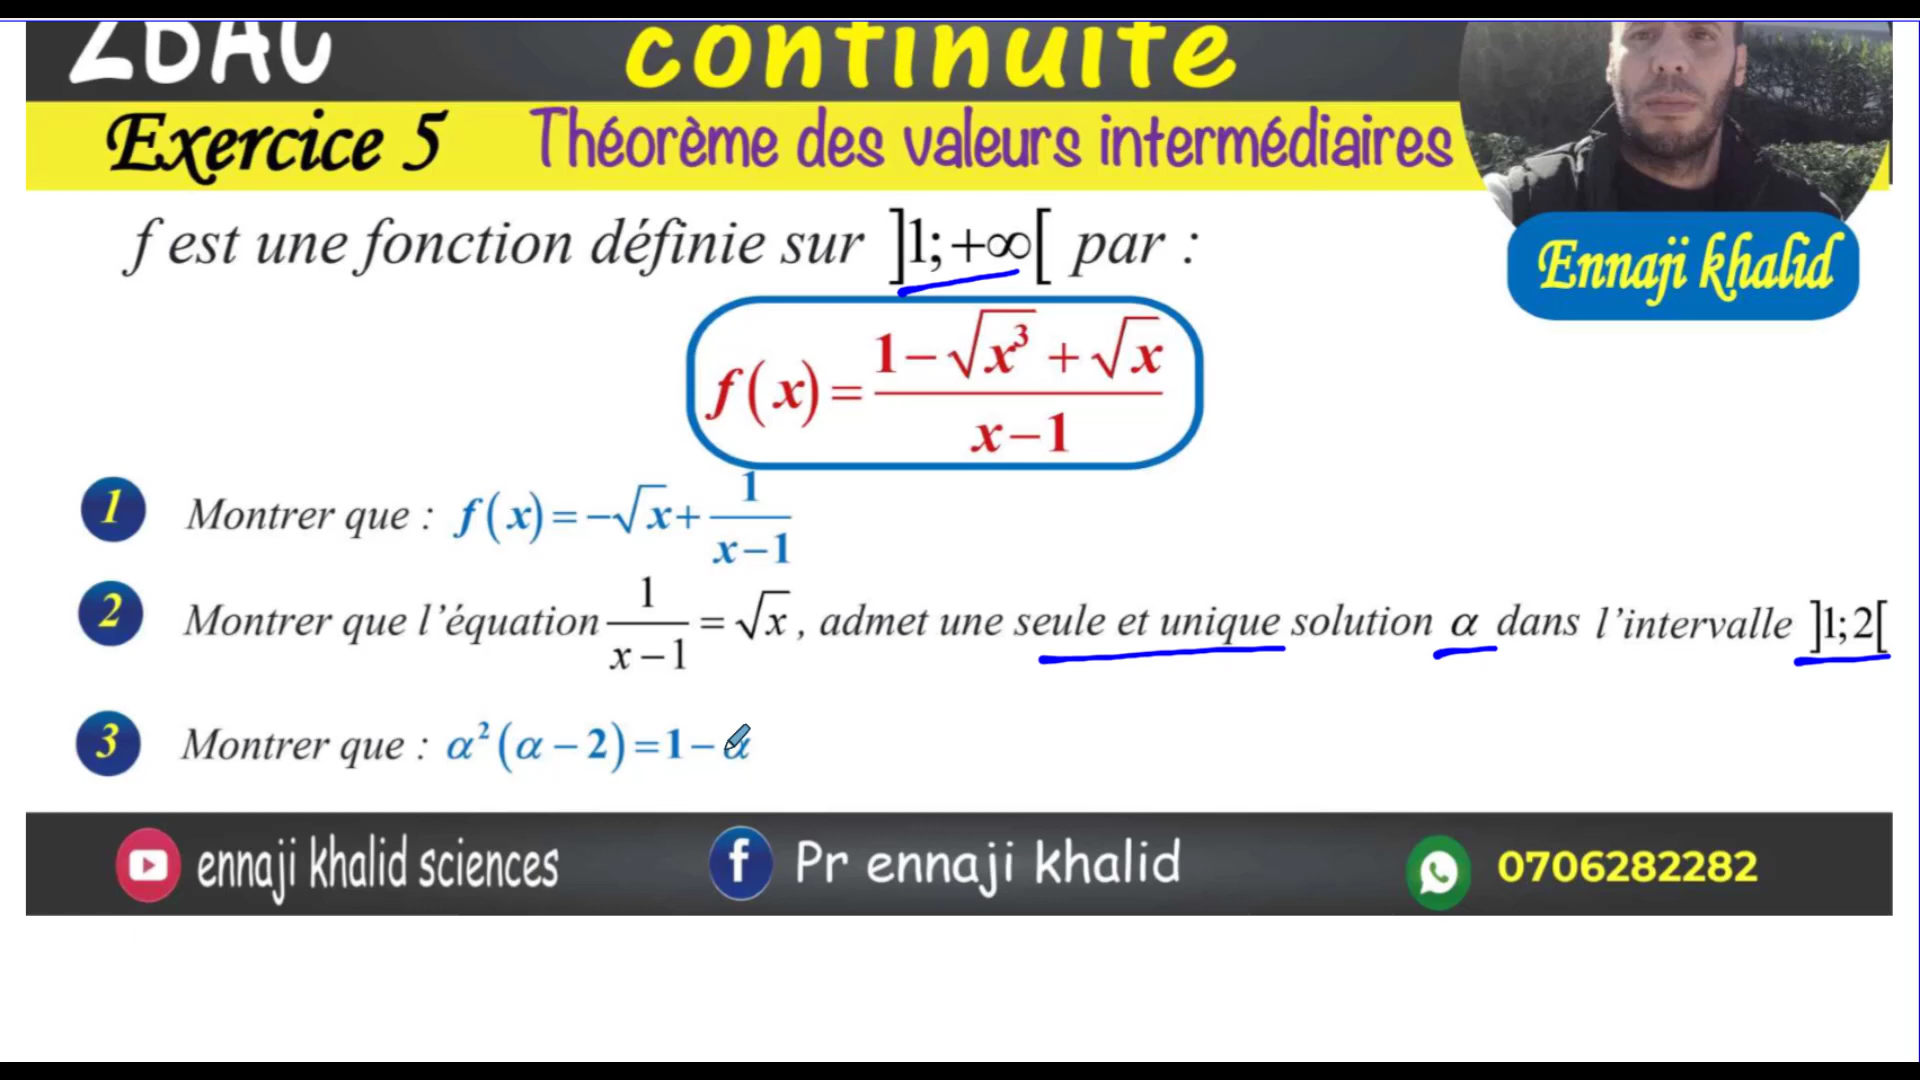 2BAC continuité
Exercice 5 Théorème des valeurs intermédiaires
f est une fonction définie sur ]1;+∞[ par :
Ennaji khalid
f(x) = (1 − √x³ + √x) / (x − 1)
1 Montrer que : f(x) = −√x + 1/(x − 1)
2 Montrer que l'équation 1/(x − 1) = √x, admet une seule et unique solution α dans l'intervalle ]1;2[
3 Montrer que : α²(α − 2) = 1 − α
ennaji khalid sciences f Pr ennaji khalid 0706282282